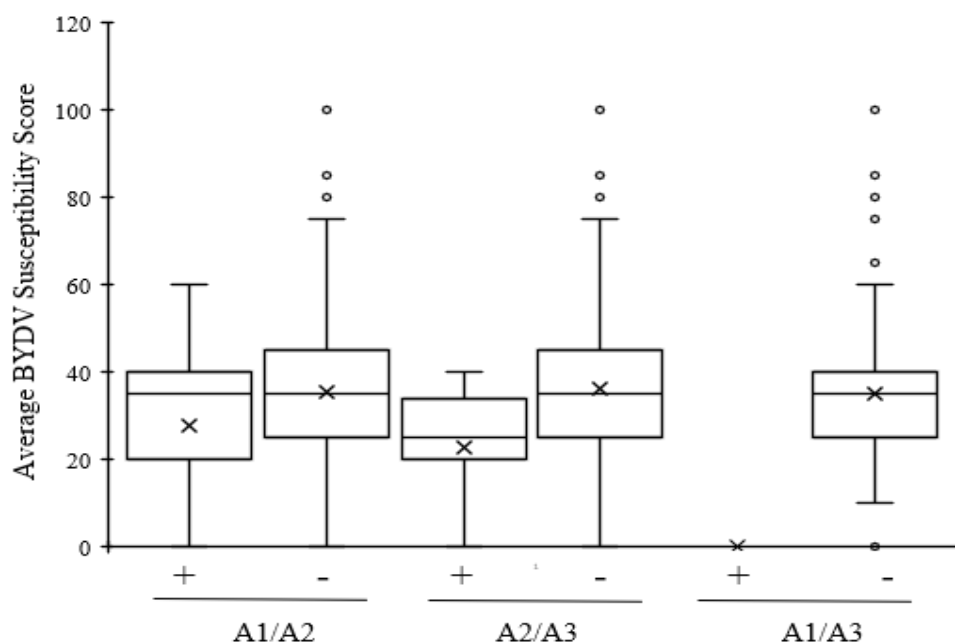 Average BYDV Susceptibility Score
120
100
80
60
40
20
0
+ - + - + -
A1/A2 A2/A3 A1/A3